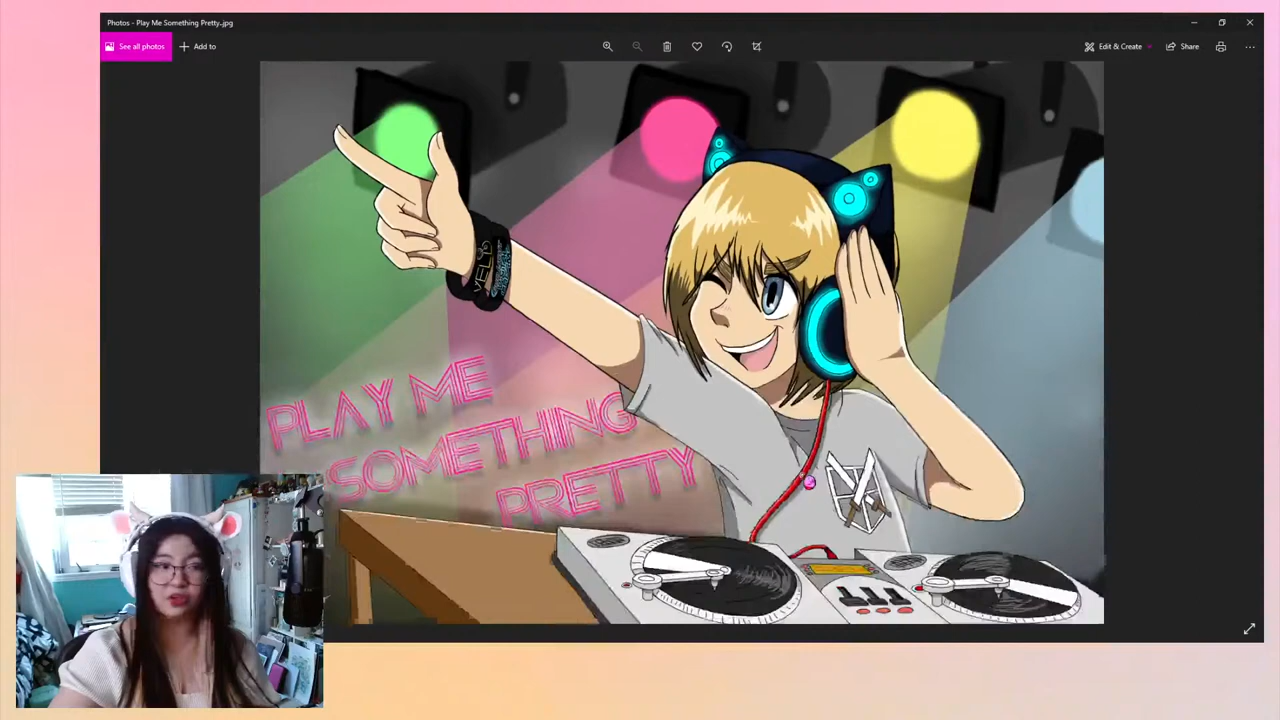 Photos - Play Me Something Pretty.jpg
See all photos
Add to
Edit & Create
Share
PLAY ME
SOMETHING
PRETTY